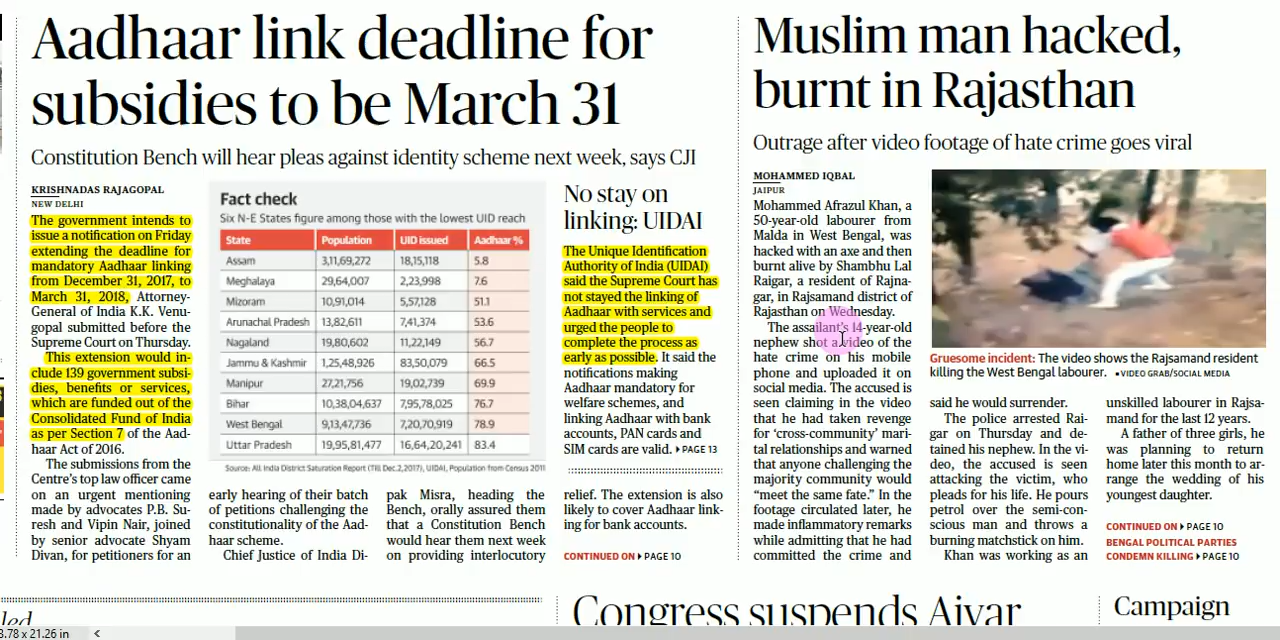 Aadhaar link deadline for
subsidies to be March 31
Constitution Bench will hear pleas against identity scheme next week, says CJI
KRISHNADAS RAJAGOPAL
NEW DELHI
The government intends to
issue a notification on Friday
extending the deadline for
mandatory Aadhaar linking
from December 31, 2017, to
March 31, 2018, Attorney-
General of India K.K. Venu-
gopal submitted before the
Supreme Court on Thursday.
This extension would in-
clude 139 government subsi-
dies, benefits or services,
which are funded out of the
Consolidated Fund of India
as per Section 7 of the Aad-
haar Act of 2016.
The submissions from the
Centre's top law officer came
on an urgent mentioning
made by advocates P.B. Su-
resh and Vipin Nair, joined
by senior advocate Shyam
Divan, for petitioners for an
Fact check
Six N-E States figure among those with the lowest UID reach
State Population UID issued Aadhaar %
Assam 3,11,69,272 18,15,118 5.8
Meghalaya 29,64,007 2,23,998 7.6
Mizoram 10,91,014 5,57,128 51.1
Arunachal Pradesh 13,82,611 7,41,374 53.6
Nagaland 19,80,602 11,22,149 56.7
Jammu & Kashmir 1,25,48,926 83,50,079 66.5
Manipur 27,21,756 19,02,739 69.9
Bihar 10,38,04,637 7,95,78,025 76.7
West Bengal 9,13,47,736 7,20,70,919 78.9
Uttar Pradesh 19,95,81,477 16,64,20,241 83.4
Source: All India District Saturation Report (Till Dec.2,2017), UIDAI, Population from Census 2011
early hearing of their batch
of petitions challenging the
constitutionality of the Aad-
haar scheme.
Chief Justice of India Di-
pak Misra, heading the
Bench, orally assured them
that a Constitution Bench
would hear them next week
on providing interlocutory
No stay on
linking: UIDAI
The Unique Identification
Authority of India (UIDAI)
said the Supreme Court has
not stayed the linking of
Aadhaar with services and
urged the people to
complete the process as
early as possible. It said the
notifications making
Aadhaar mandatory for
welfare schemes, and
linking Aadhaar with bank
accounts, PAN cards and
SIM cards are valid. PAGE 13
relief. The extension is also
likely to cover Aadhaar link-
ing for bank accounts.
CONTINUED ON PAGE 10
Muslim man hacked,
burnt in Rajasthan
Outrage after video footage of hate crime goes viral
MOHAMMED IQBAL
JAIPUR
Mohammed Afrazul Khan, a
50-year-old labourer from
Malda in West Bengal, was
hacked with an axe and then
burnt alive by Shambhu Lal
Raigar, a resident of Rajna-
gar, in Rajsamand district of
Rajasthan on Wednesday.
The assailant's 14-year-old
nephew shot a video of the
hate crime on his mobile
phone and uploaded it on
social media. The accused is
seen claiming in the video
that he had taken revenge
for 'cross-community' mari-
tal relationships and warned
that anyone challenging the
majority community would
"meet the same fate." In the
footage circulated later, he
made inflammatory remarks
while admitting that he had
committed the crime and
Gruesome incident: The video shows the Rajsamand resident
killing the West Bengal labourer. •VIDEO GRAB/SOCIAL MEDIA
said he would surrender.
The police arrested Rai-
gar on Thursday and de-
tained his nephew. In the vi-
deo, the accused is seen
attacking the victim, who
pleads for his life. He pours
petrol over the semi-con-
scious man and throws a
burning matchstick on him.
Khan was working as an
unskilled labourer in Rajsa-
mand for the last 12 years.
A father of three girls, he
was planning to return
home later this month to ar-
range the wedding of his
youngest daughter.
CONTINUED ON PAGE 10
BENGAL POLITICAL PARTIES
CONDEMN KILLING PAGE 10
led
Congress suspends Aiyar
Campaign
8.78 x 21.26 in